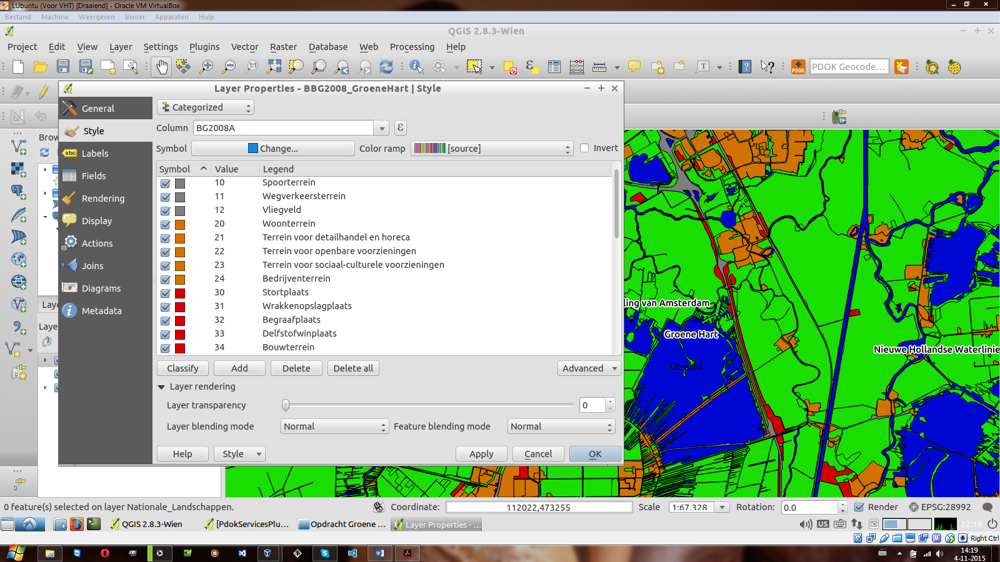 LUbuntu (Voor VHT) [Draaiend] - Oracle VM VirtualBox
Bestand Machine Weergeven Invoer Apparaten Hulp
QGIS 2.8.3-Wien
Project Edit View Layer Settings Plugins Vector Raster Database Web Processing Help
PDOK PDOK Geocode...
Layer Properties - BBG2008_GroeneHart | Style
General
Style
Labels
Fields
Rendering
Display
Actions
Joins
Diagrams
Metadata
Categorized
Column BG2008A
Symbol Change... Color ramp [source] Invert
Symbol Value Legend
10 Spoorterrein
11 Wegverkeersterrein
12 Vliegveld
20 Woonterrein
21 Terrein voor detailhandel en horeca
22 Terrein voor openbare voorzieningen
23 Terrein voor sociaal-culturele voorzieningen
24 Bedrijventerrein
30 Stortplaats
31 Wrakkenopslagplaats
32 Begraafplaats
33 Delfstofwinplaats
34 Bouwterrein
Classify Add Delete Delete all Advanced
Layer rendering
Layer transparency 0
Layer blending mode Normal Feature blending mode Normal
Help Style Apply Cancel OK
Brow
Laye
Laye
ling van Amsterdam
Groene Hart
Utrecht
Nieuwe Hollandse Waterlinie
0 feature(s) selected on layer Nationale_Landschappen. Coordinate: 112022,473255 Scale 1:67.328 Rotation: 0.0 Render EPSG:28992
QGIS 2.8.3-Wien [PdokServicesPlu... Opdracht Groene ... Layer Properties - ... US 22:19
Right Ctrl
14:19
4-11-2015